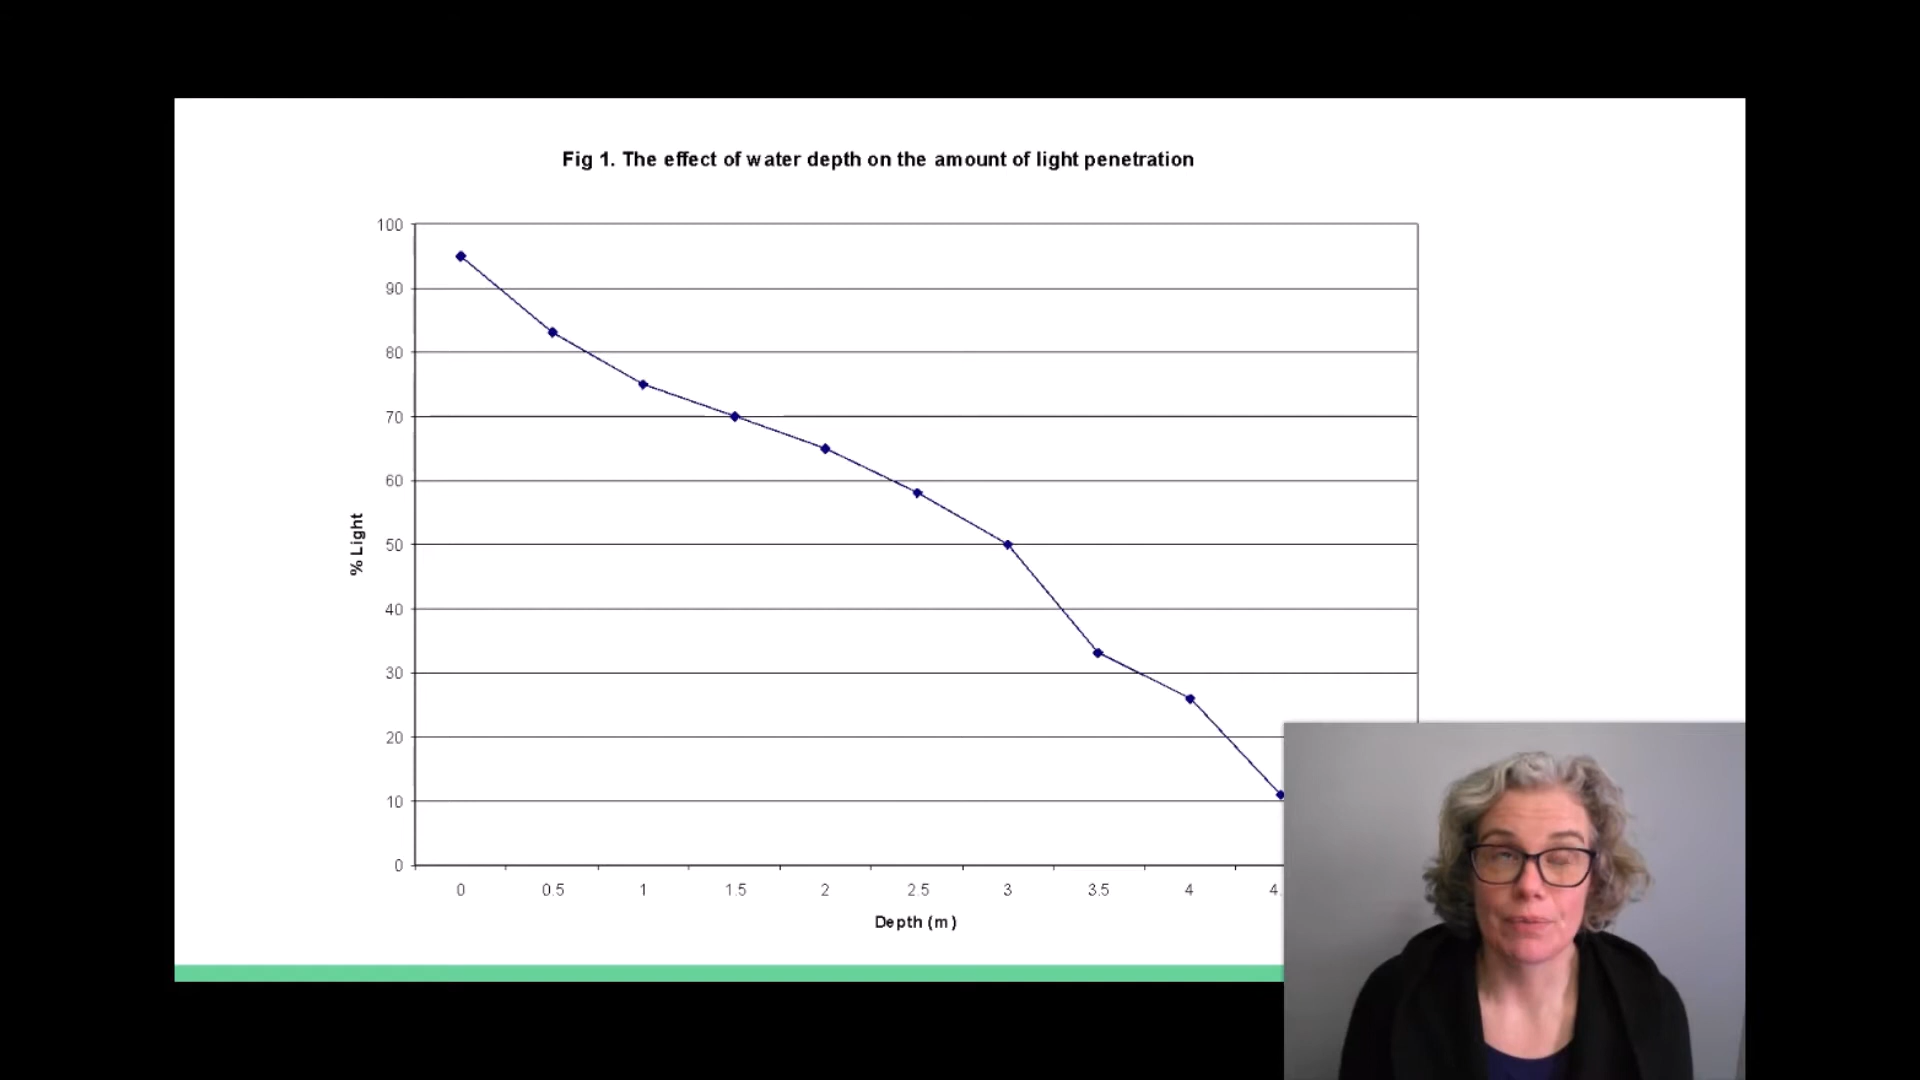 Fig 1. The effect of water depth on the amount of light penetration
100
90
80
70
60
50
40
30
20
10
0
% Light
0 0.5 1 1.5 2 2.5 3 3.5 4 4.
Depth (m)